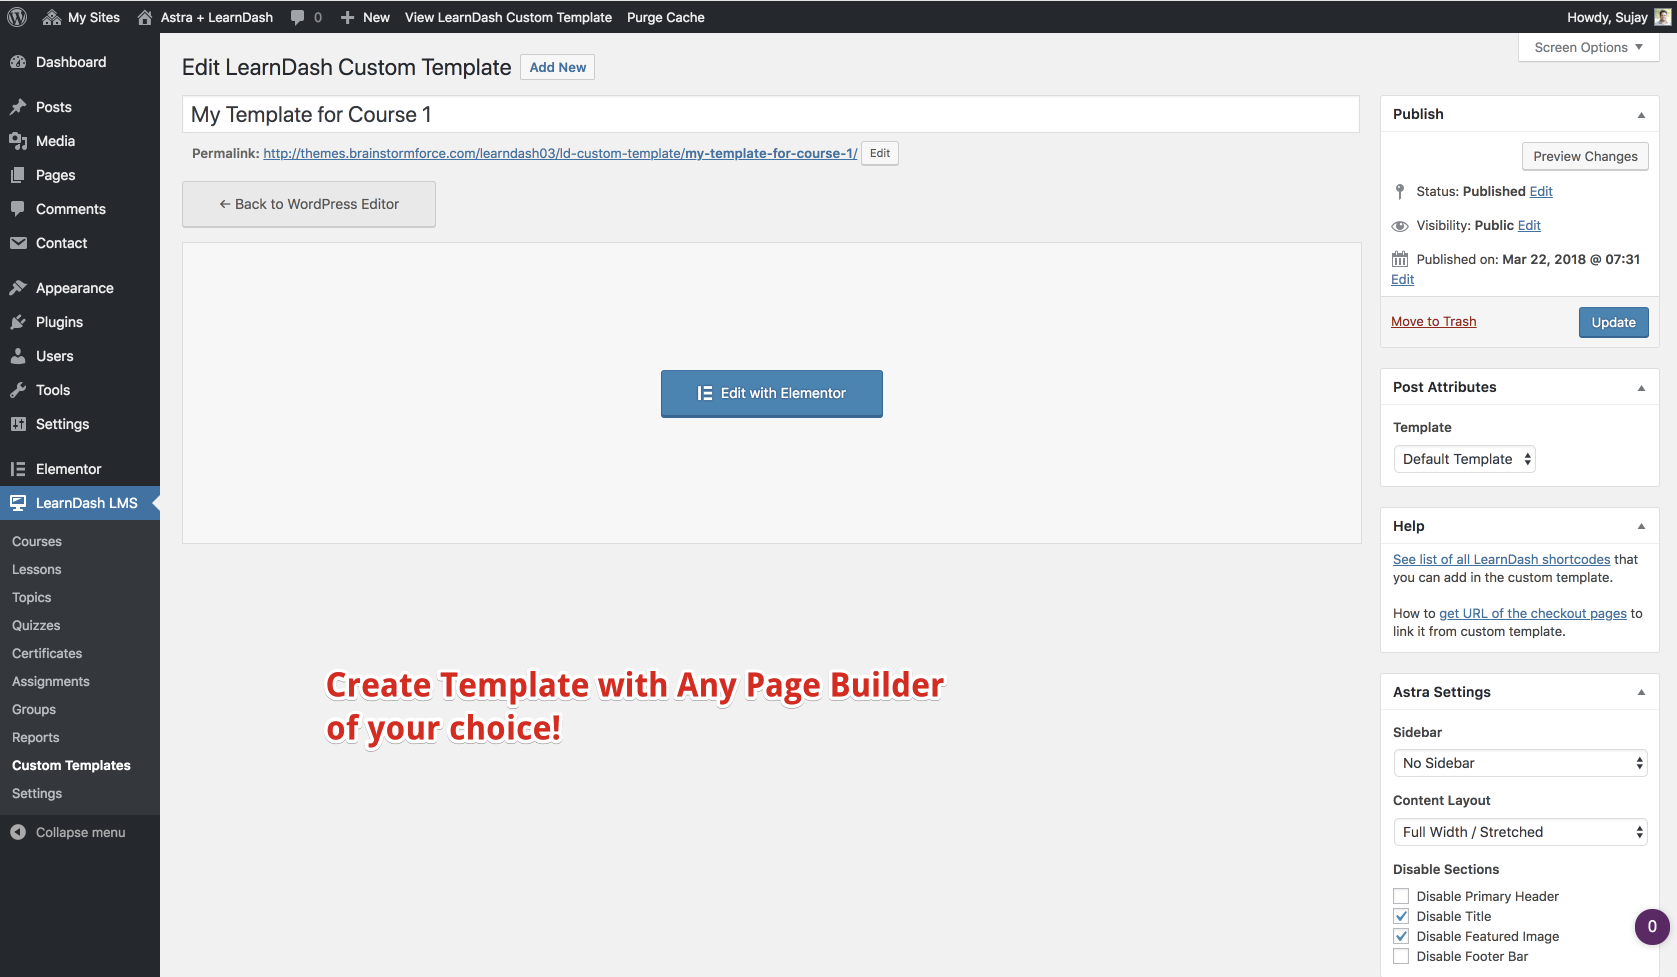 My Sites
Astra + LearnDash
0
New
View LearnDash Custom Template
Purge Cache
Howdy, Sujay
Dashboard
Posts
Media
Pages
Comments
Contact
Appearance
Plugins
Users
Tools
Settings
Elementor
LearnDash LMS
Courses
Lessons
Topics
Quizzes
Certificates
Assignments
Groups
Reports
Custom Templates
Settings
Collapse menu
Screen Options
Edit LearnDash Custom Template
Add New
My Template for Course 1
Permalink: http://themes.brainstormforce.com/learndash03/ld-custom-template/my-template-for-course-1/ Edit
← Back to WordPress Editor
Edit with Elementor
Create Template with Any Page Builder
of your choice!
Publish
Preview Changes
Status: Published Edit
Visibility: Public Edit
Published on: Mar 22, 2018 @ 07:31
Edit
Move to Trash
Update
Post Attributes
Template
Default Template
Help
See list of all LearnDash shortcodes that
you can add in the custom template.
How to get URL of the checkout pages to
link it from custom template.
Astra Settings
Sidebar
No Sidebar
Content Layout
Full Width / Stretched
Disable Sections
Disable Primary Header
Disable Title
Disable Featured Image
Disable Footer Bar
0